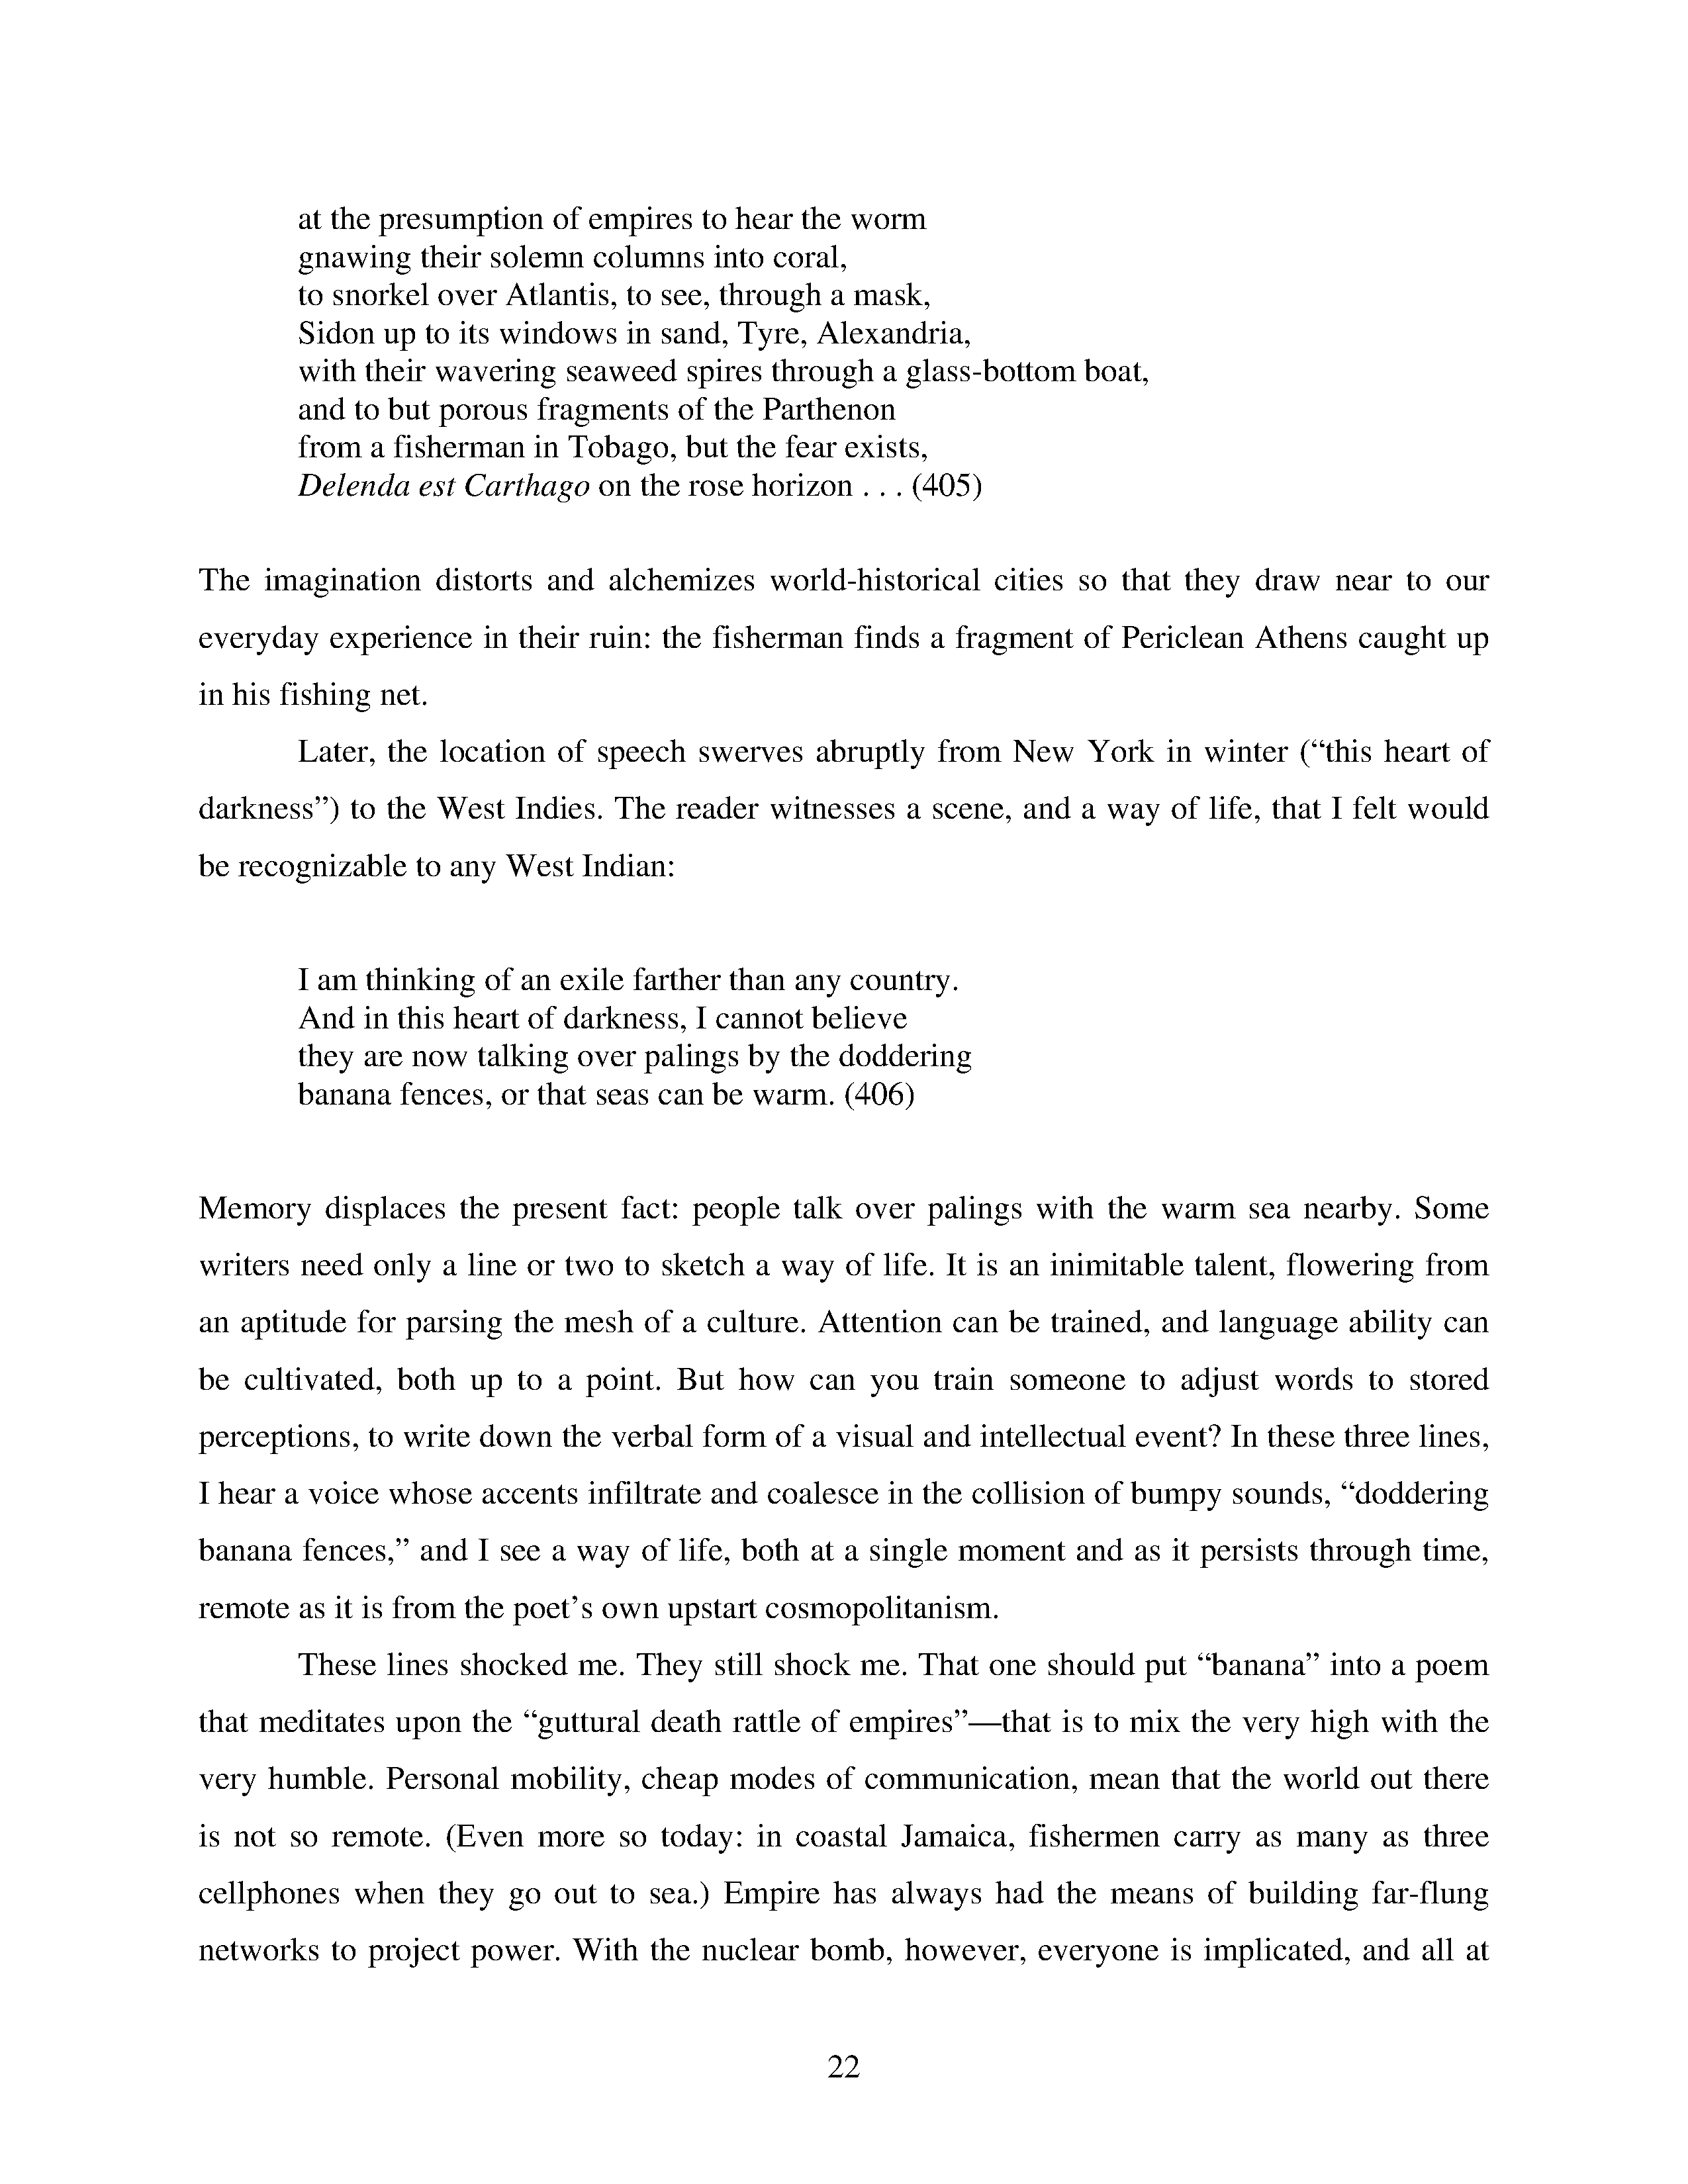 at the presumption of empires to hear the worm
gnawing their solemn columns into coral,
to snorkel over Atlantis, to see, through a mask,
Sidon up to its windows in sand, Tyre, Alexandria,
with their wavering seaweed spires through a glass-bottom boat,
and to but porous fragments of the Parthenon
from a fisherman in Tobago, but the fear exists,
Delenda est Carthago on the rose horizon . . . (405)
The imagination distorts and alchemizes world-historical cities so that they draw near to our
everyday experience in their ruin: the fisherman finds a fragment of Periclean Athens caught up
in his fishing net.
Later, the location of speech swerves abruptly from New York in winter (“this heart of
darkness”) to the West Indies. The reader witnesses a scene, and a way of life, that I felt would
be recognizable to any West Indian:
I am thinking of an exile farther than any country.
And in this heart of darkness, I cannot believe
they are now talking over palings by the doddering
banana fences, or that seas can be warm. (406)
Memory displaces the present fact: people talk over palings with the warm sea nearby. Some
writers need only a line or two to sketch a way of life. It is an inimitable talent, flowering from
an aptitude for parsing the mesh of a culture. Attention can be trained, and language ability can
be cultivated, both up to a point. But how can you train someone to adjust words to stored
perceptions, to write down the verbal form of a visual and intellectual event? In these three lines,
I hear a voice whose accents infiltrate and coalesce in the collision of bumpy sounds, “doddering
banana fences,” and I see a way of life, both at a single moment and as it persists through time,
remote as it is from the poet’s own upstart cosmopolitanism.
These lines shocked me. They still shock me. That one should put “banana” into a poem
that meditates upon the “guttural death rattle of empires”—that is to mix the very high with the
very humble. Personal mobility, cheap modes of communication, mean that the world out there
is not so remote. (Even more so today: in coastal Jamaica, fishermen carry as many as three
cellphones when they go out to sea.) Empire has always had the means of building far-flung
networks to project power. With the nuclear bomb, however, everyone is implicated, and all at
22